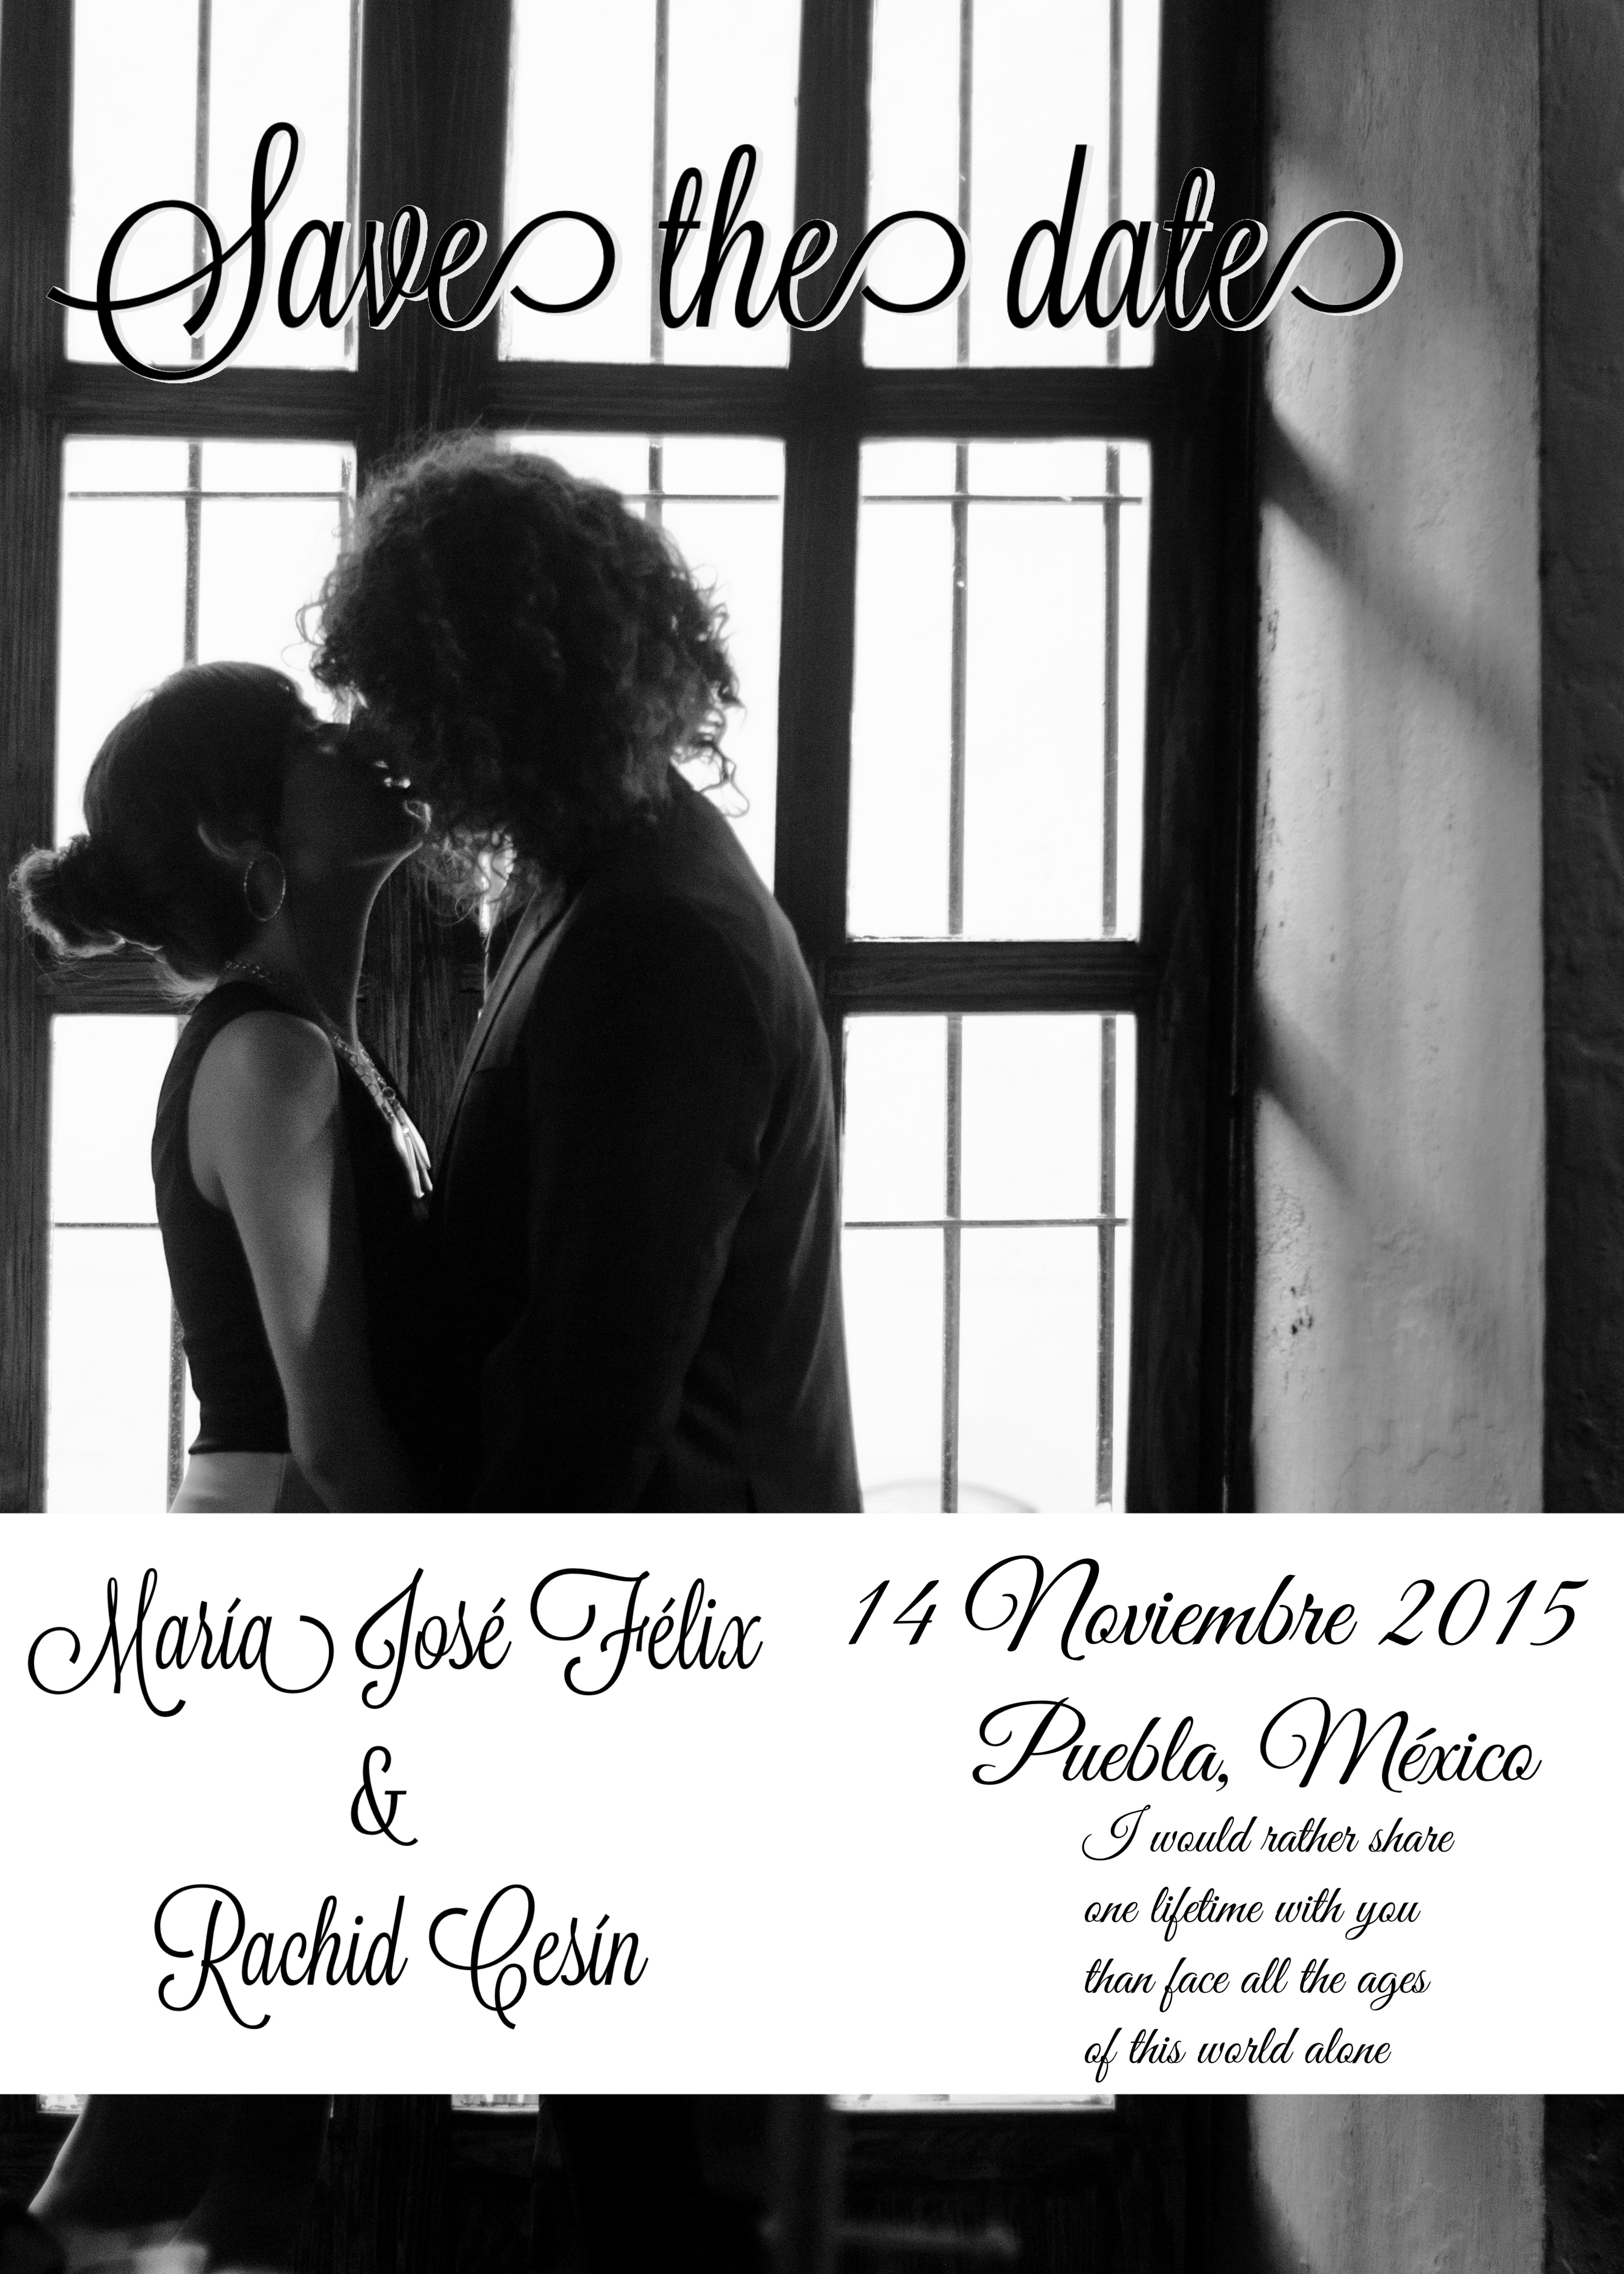 Save the date
María José Félix
&
Rachid Cesín
14 Noviembre 2015
Puebla, México
I would rather share
one lifetime with you
than face all the ages
of this world alone